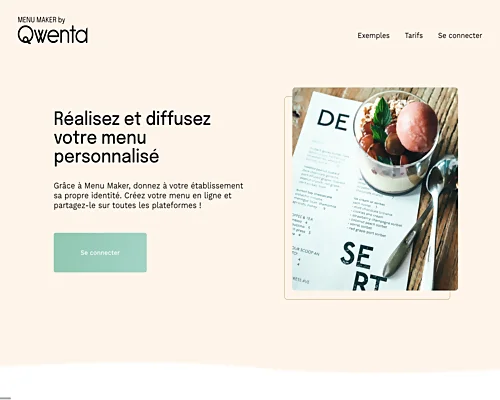 MENU MAKER by
Qwenta
Exemples Tarifs Se connecter
Réalisez et diffusez
votre menu
personnalisé
Grâce à Menu Maker, donnez à votre établissement
sa propre identité. Créez votre menu en ligne et
partagez-le sur toutes les plateformes !
Se connecter
DE
SE
RT